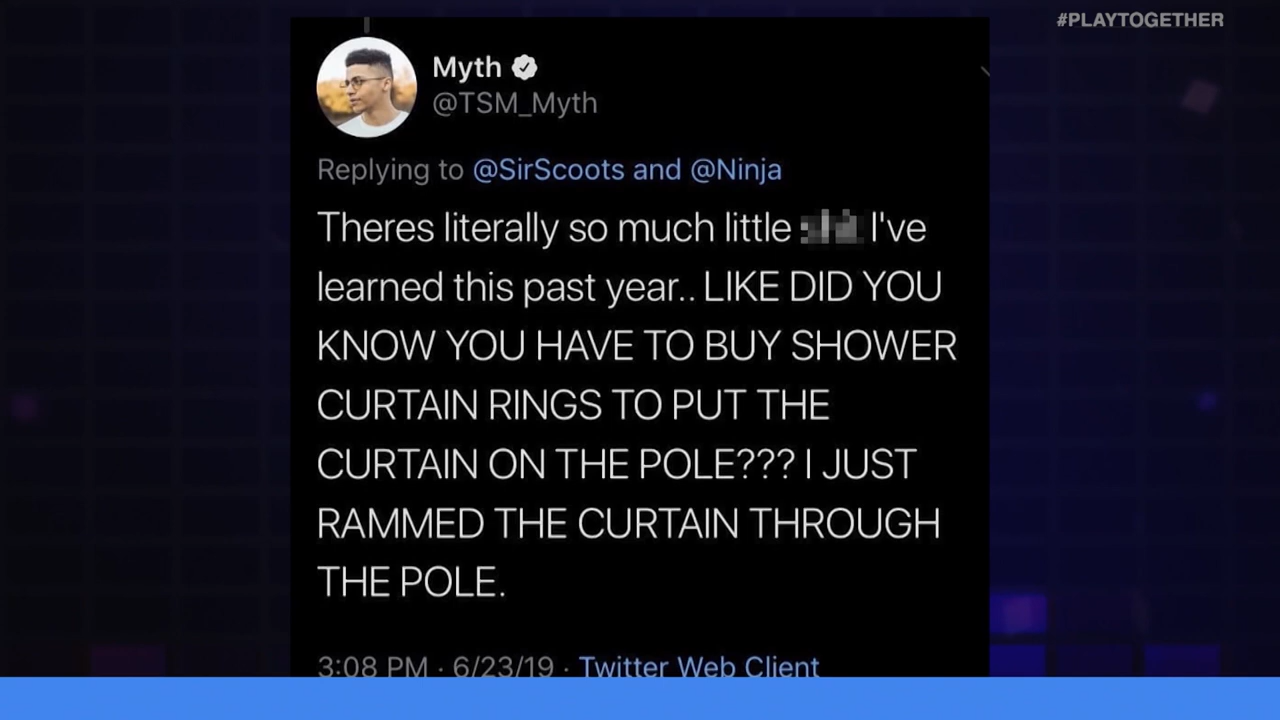 #PLAYTOGETHER
Myth
@TSM_Myth
Replying to @SirScoots and @Ninja
Theres literally so much little I've
learned this past year.. LIKE DID YOU
KNOW YOU HAVE TO BUY SHOWER
CURTAIN RINGS TO PUT THE
CURTAIN ON THE POLE??? I JUST
RAMMED THE CURTAIN THROUGH
THE POLE.
3:08 PM · 6/23/19 · Twitter Web Client